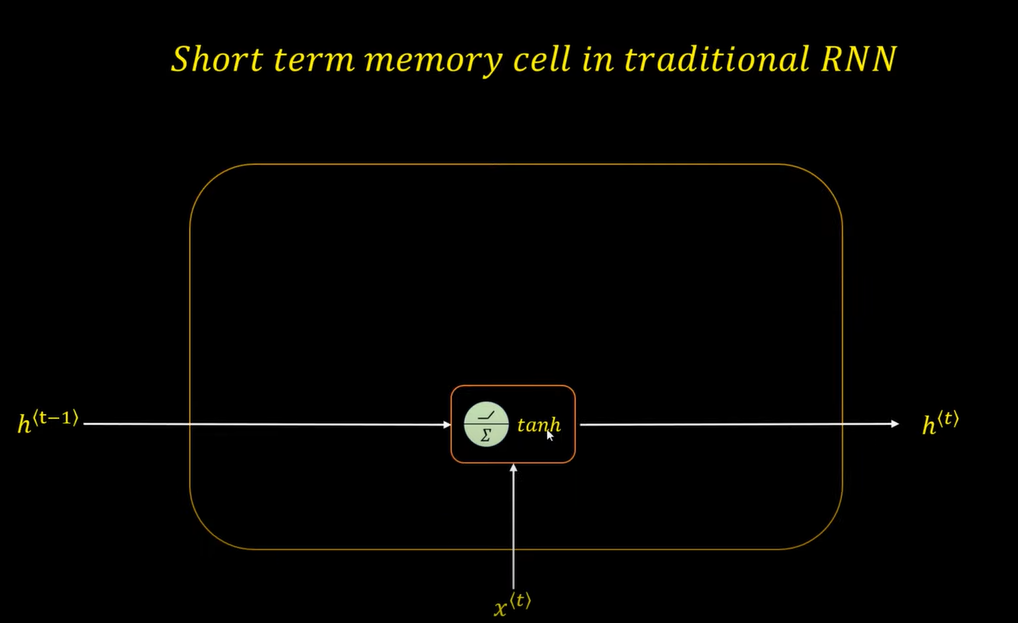 Short term memory cell in traditional RNN
h⟨t−1⟩
Σ
tanh
h⟨t⟩
x⟨t⟩